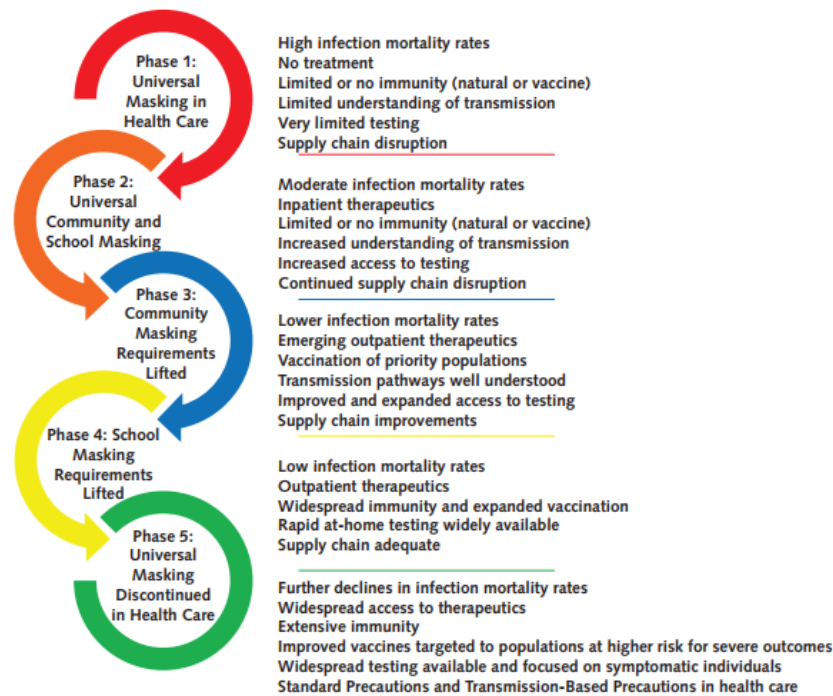 Phase 1:
Universal
Masking in
Health Care
High infection mortality rates
No treatment
Limited or no immunity (natural or vaccine)
Limited understanding of transmission
Very limited testing
Supply chain disruption
Phase 2:
Universal
Community and
School Masking
Moderate infection mortality rates
Inpatient therapeutics
Limited or no immunity (natural or vaccine)
Increased understanding of transmission
Increased access to testing
Continued supply chain disruption
Phase 3:
Community
Masking
Requirements
Lifted
Lower infection mortality rates
Emerging outpatient therapeutics
Vaccination of priority populations
Transmission pathways well understood
Improved and expanded access to testing
Supply chain improvements
Phase 4: School
Masking
Requirements
Lifted
Low infection mortality rates
Outpatient therapeutics
Widespread immunity and expanded vaccination
Rapid at-home testing widely available
Supply chain adequate
Phase 5:
Universal
Masking
Discontinued
in Health Care
Further declines in infection mortality rates
Widespread access to therapeutics
Extensive immunity
Improved vaccines targeted to populations at higher risk for severe outcomes
Widespread testing available and focused on symptomatic individuals
Standard Precautions and Transmission-Based Precautions in health care